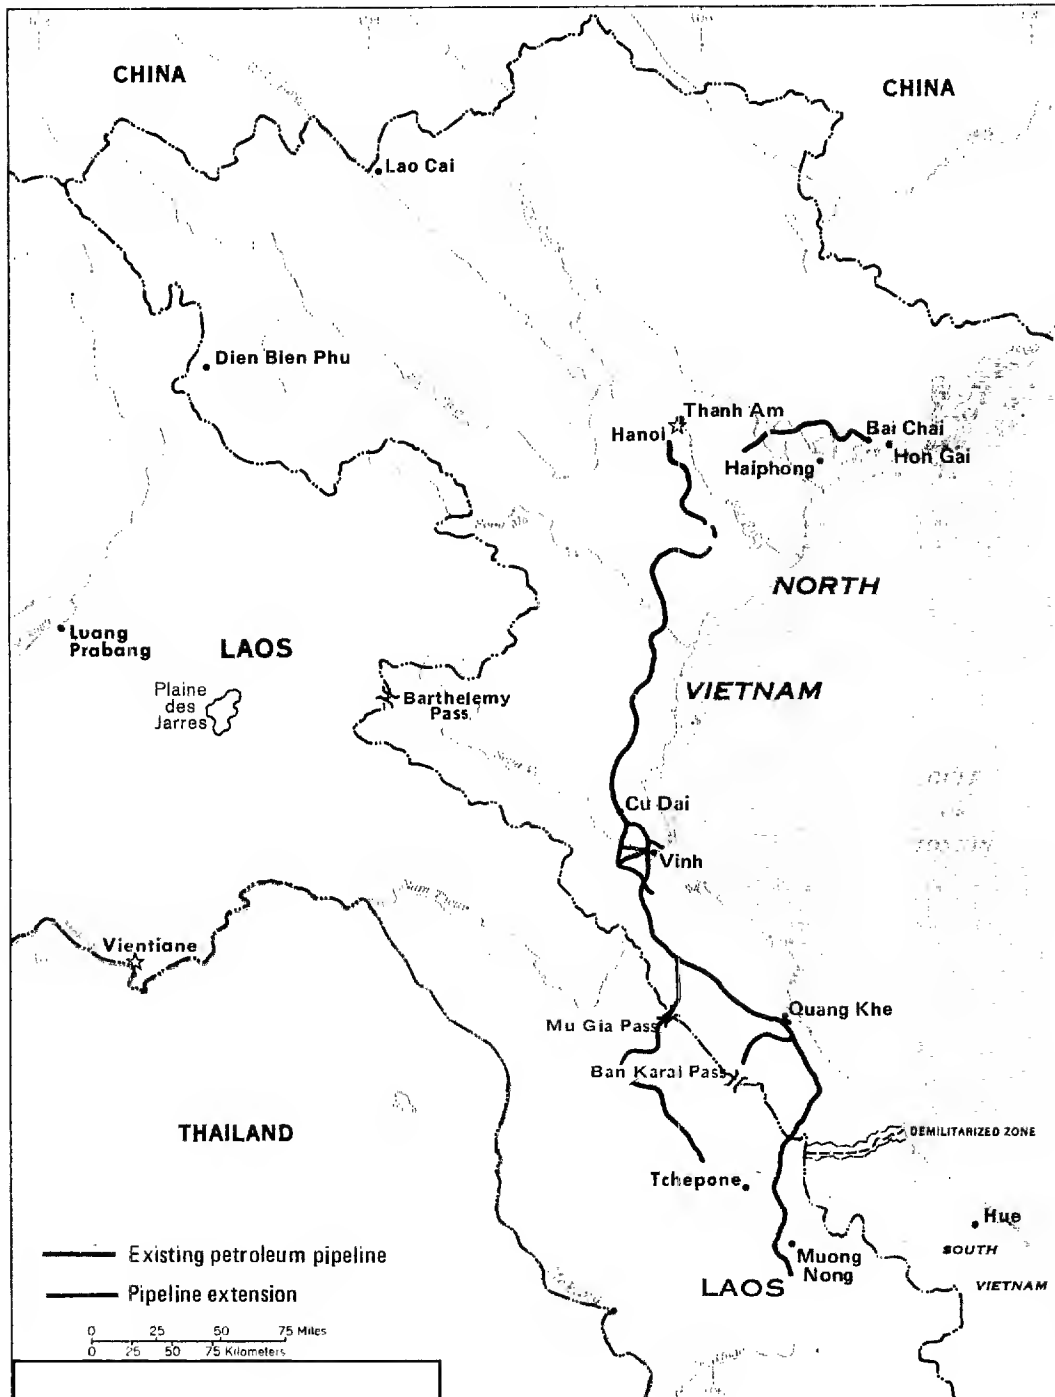 CHINA
CHINA
Lao Cai
Dien Bien Phu
Thanh Am
Hanoi
Bai Chai
Hon Gai
Haiphong
NORTH
Luang
Prabang
LAOS
Plaine
des
Jarres
Barthelemy
Pass
VIETNAM
Cu Dai
Vinh
Vientiane
Quang Khe
Mu Gia Pass
Ban Karai Pass
THAILAND
DEMILITARIZED ZONE
Tchepone
Hue
Muong
Nong
SOUTH
VIETNAM
LAOS
Existing petroleum pipeline
Pipeline extension
0 25 50 75 Miles
0 25 50 75 Kilometers